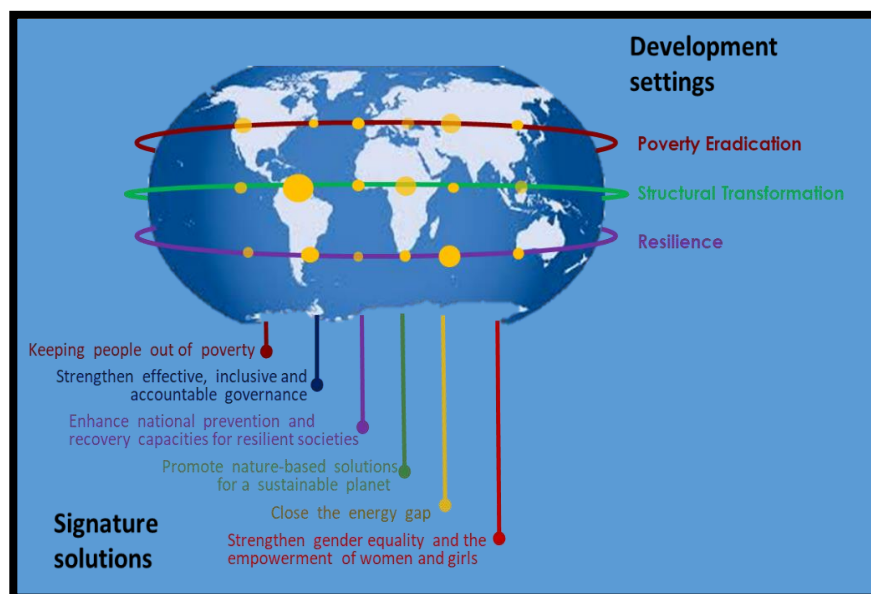 Development
settings
Poverty Eradication
Structural Transformation
Resilience
Keeping people out of poverty
Strengthen effective, inclusive and
accountable governance
Enhance national prevention and
recovery capacities for resilient societies
Promote nature-based solutions
for a sustainable planet
Close the energy gap
Strengthen gender equality and the
empowerment of women and girls
Signature
solutions